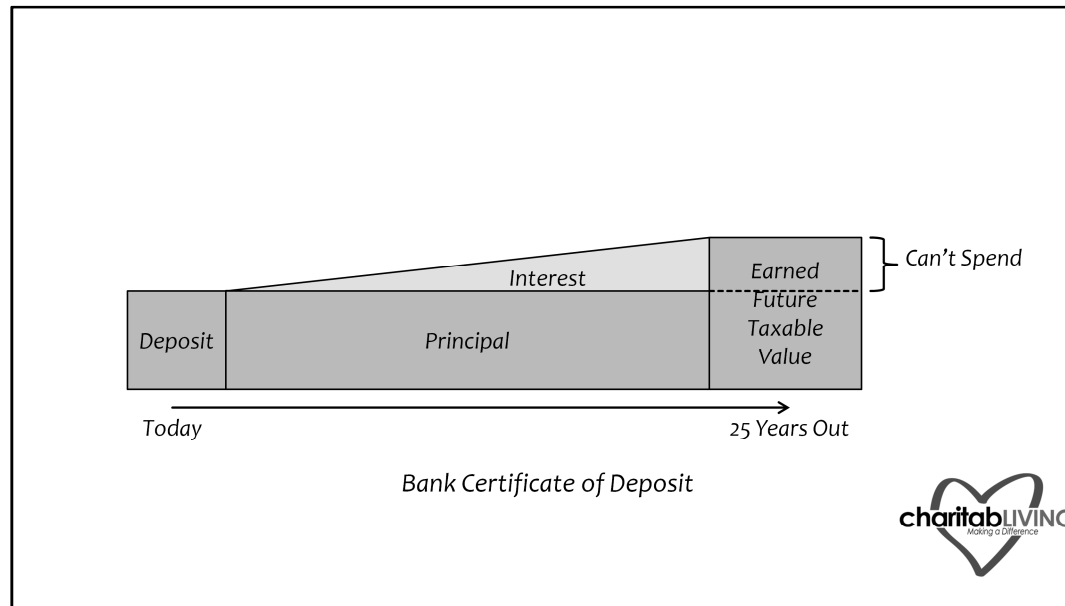 Can't Spend
Interest
Earned
Future
Taxable
Value
Deposit
Principal
Today
25 Years Out
Bank Certificate of Deposit
charitabLIVING
Making a Difference